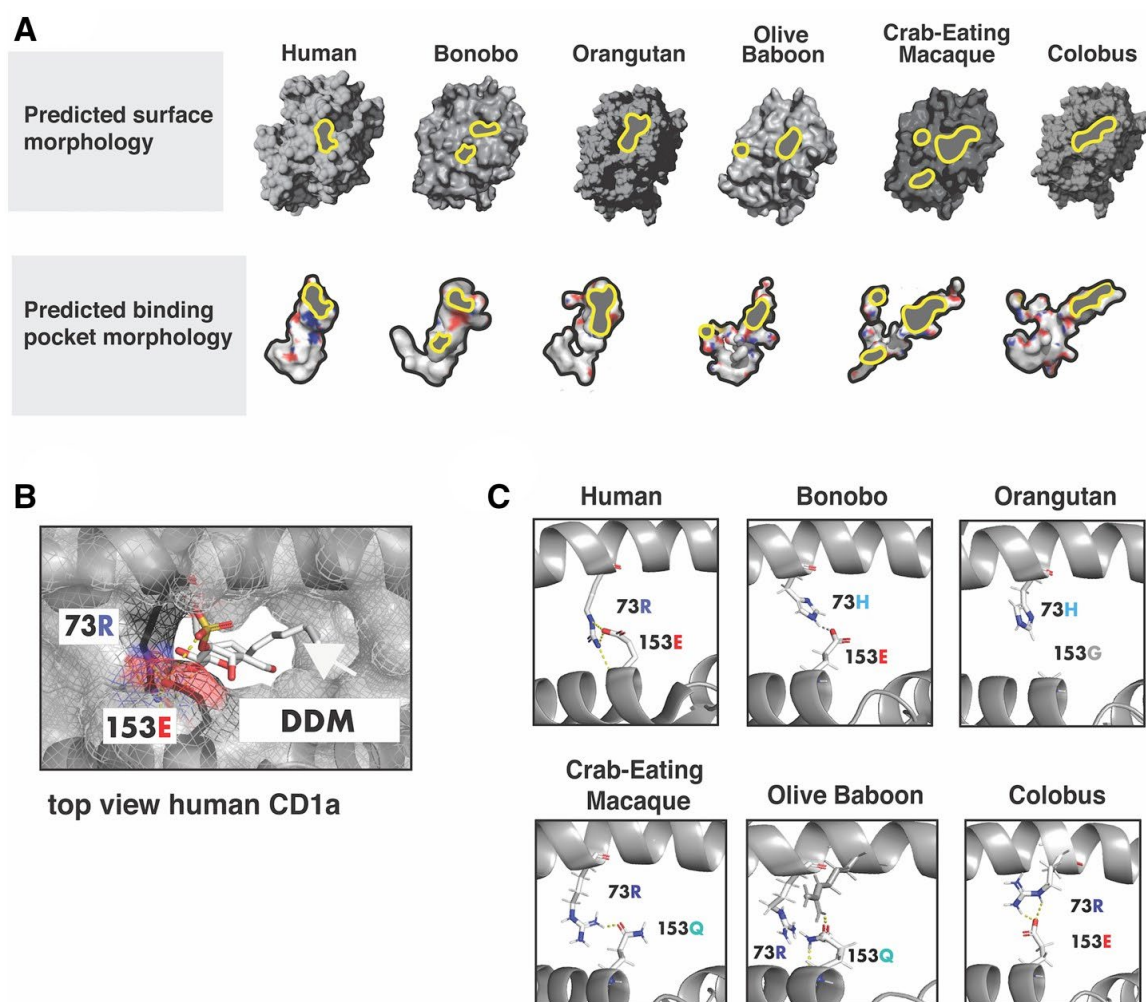 A
Human
Bonobo
Orangutan
Olive
Baboon
Crab-Eating
Macaque
Colobus
Predicted surface
morphology
Predicted binding
pocket morphology
B
73R
153E
DDM
top view human CD1a
C
Human
Bonobo
Orangutan
73R
153E
73H
153E
73H
153G
Crab-Eating
Macaque
Olive Baboon
Colobus
73R
153Q
73R
153Q
73R
153E